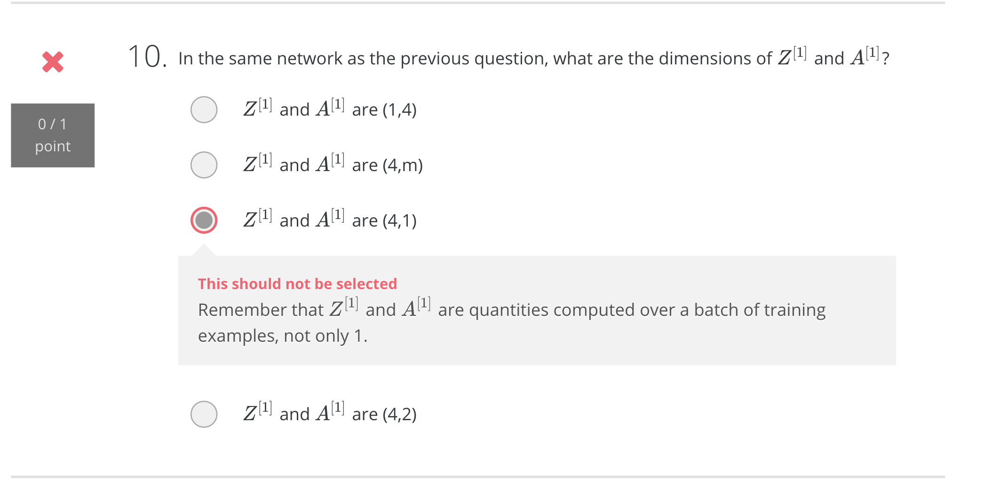 10. In the same network as the previous question, what are the dimensions of Z^[1] and A^[1]?
0 / 1
point
Z^[1] and A^[1] are (1,4)
Z^[1] and A^[1] are (4,m)
Z^[1] and A^[1] are (4,1)
This should not be selected
Remember that Z^[1] and A^[1] are quantities computed over a batch of training
examples, not only 1.
Z^[1] and A^[1] are (4,2)